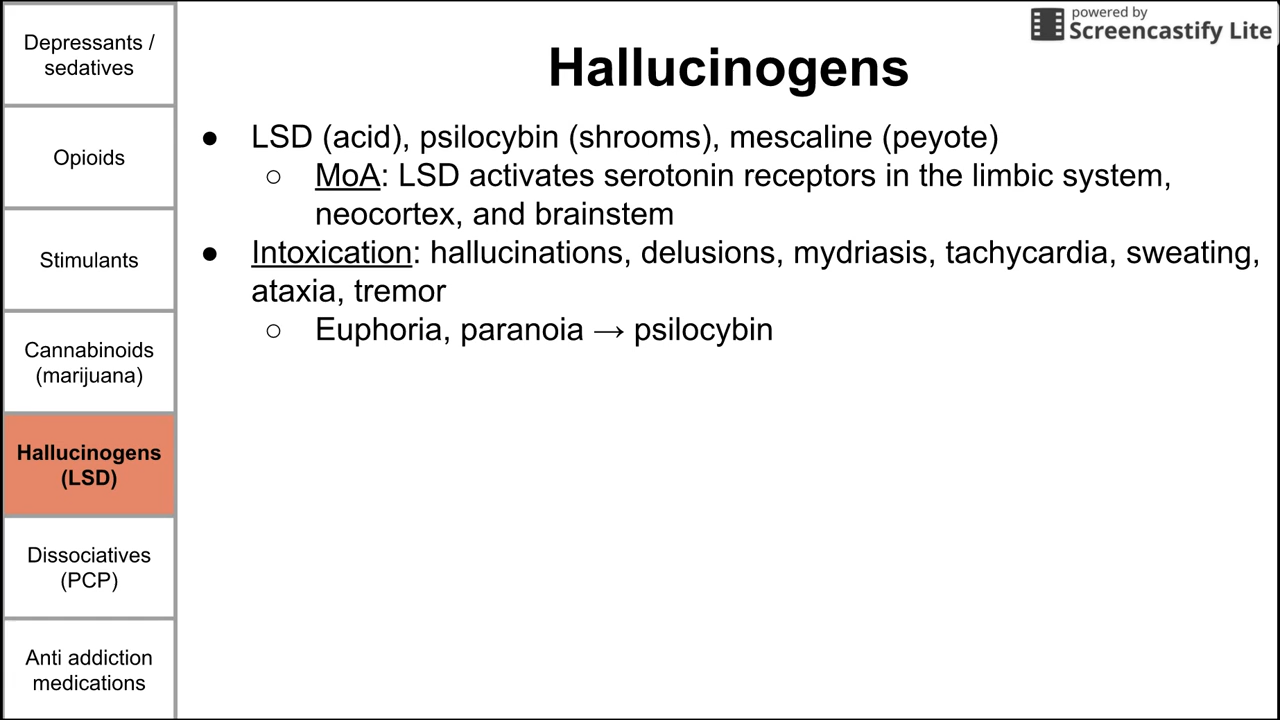 Depressants /
sedatives
Opioids
Stimulants
Cannabinoids
(marijuana)
Hallucinogens
(LSD)
Dissociatives
(PCP)
Anti addiction
medications
powered by
Screencastify Lite
Hallucinogens
● LSD (acid), psilocybin (shrooms), mescaline (peyote)
○ MoA: LSD activates serotonin receptors in the limbic system,
neocortex, and brainstem
● Intoxication: hallucinations, delusions, mydriasis, tachycardia, sweating,
ataxia, tremor
○ Euphoria, paranoia → psilocybin